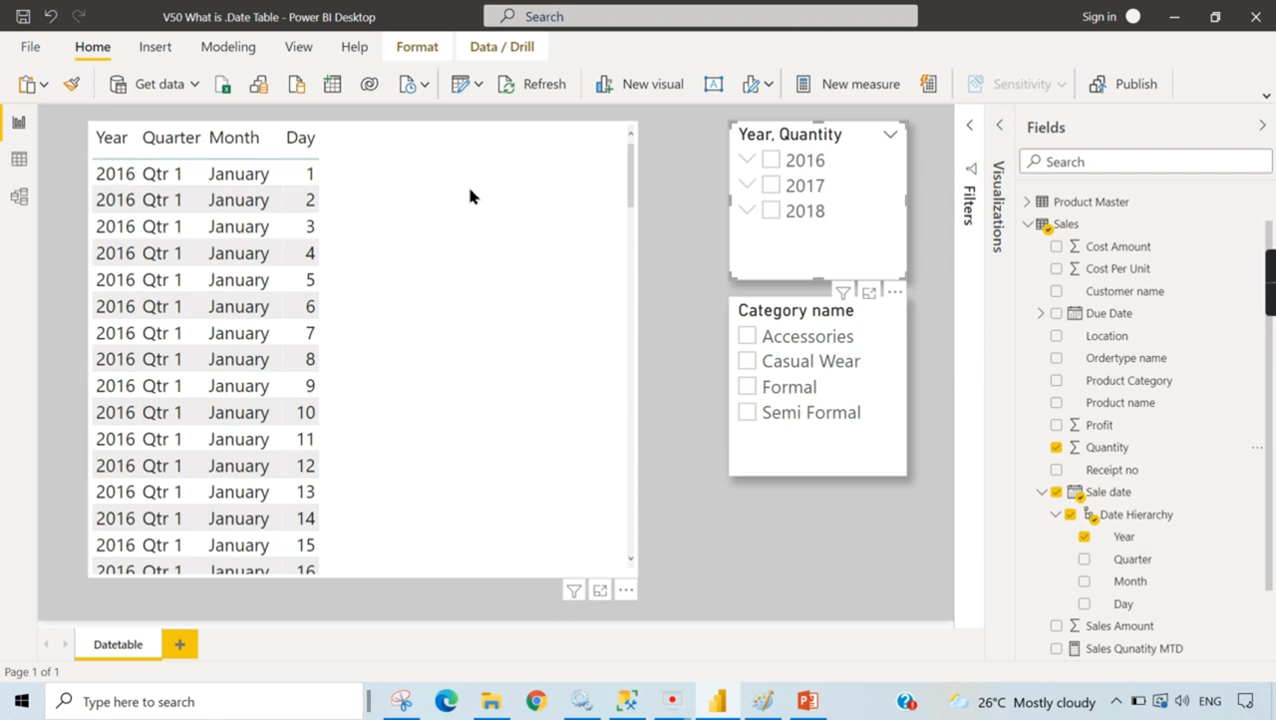 V50 What is .Date Table - Power BI Desktop
Search
Sign in
File Home Insert Modeling View Help Format Data / Drill
Get data Refresh New visual New measure Sensitivity Publish
Year Quarter Month Day
2016 Qtr 1 January 1
2016 Qtr 1 January 2
2016 Qtr 1 January 3
2016 Qtr 1 January 4
2016 Qtr 1 January 5
2016 Qtr 1 January 6
2016 Qtr 1 January 7
2016 Qtr 1 January 8
2016 Qtr 1 January 9
2016 Qtr 1 January 10
2016 Qtr 1 January 11
2016 Qtr 1 January 12
2016 Qtr 1 January 13
2016 Qtr 1 January 14
2016 Qtr 1 January 15
2016 Qtr 1 January 16
Year, Quantity
2016
2017
2018
Category name
Accessories
Casual Wear
Formal
Semi Formal
Filters
Visualizations
Fields
Search
Product Master
Sales
Cost Amount
Cost Per Unit
Customer name
Due Date
Location
Ordertype name
Product Category
Product name
Profit
Quantity
Receipt no
Sale date
Date Hierarchy
Year
Quarter
Month
Day
Sales Amount
Sales Qunatity MTD
Datetable
Page 1 of 1
Type here to search
26°C Mostly cloudy
ENG